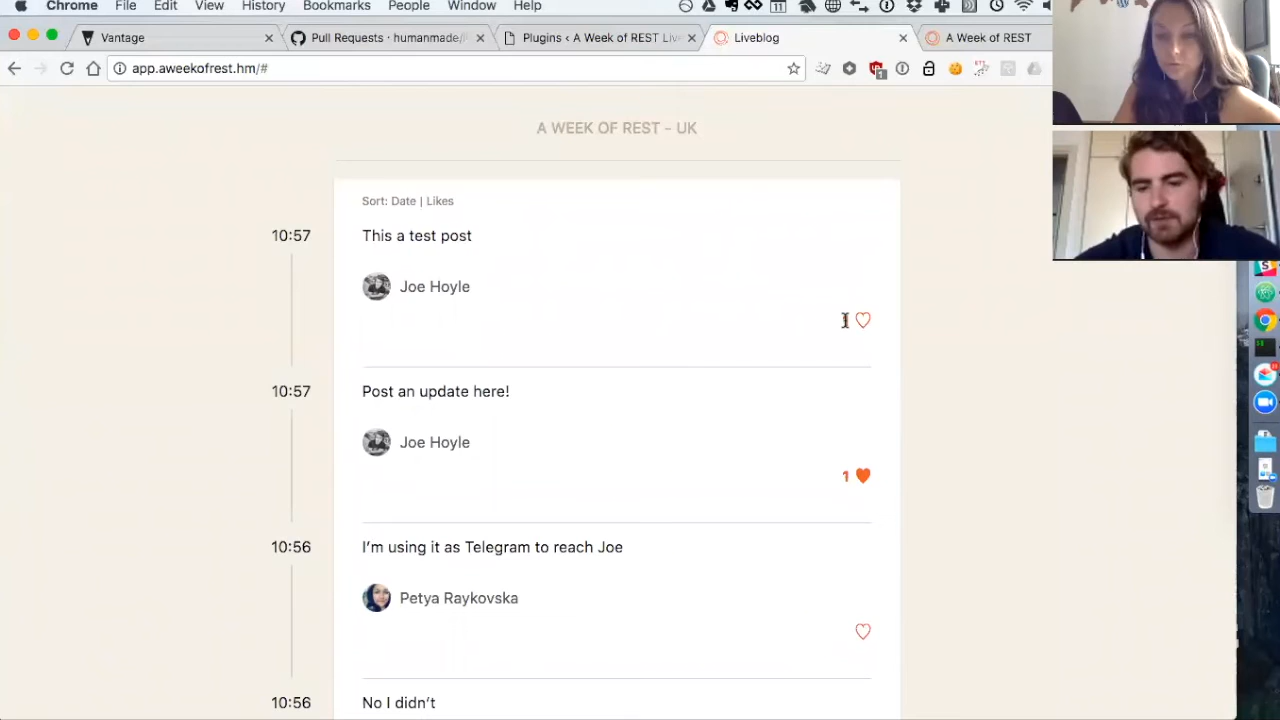 Chrome File Edit View History Bookmarks People Window Help
Vantage
Pull Requests · humanmade/
Plugins ‹ A Week of REST Live
Liveblog
A Week of REST
app.aweekofrest.hm/#
A WEEK OF REST - UK
Sort: Date | Likes
10:57
This a test post
Joe Hoyle
1
10:57
Post an update here!
Joe Hoyle
1
10:56
I’m using it as Telegram to reach Joe
Petya Raykovska
10:56
No I didn’t